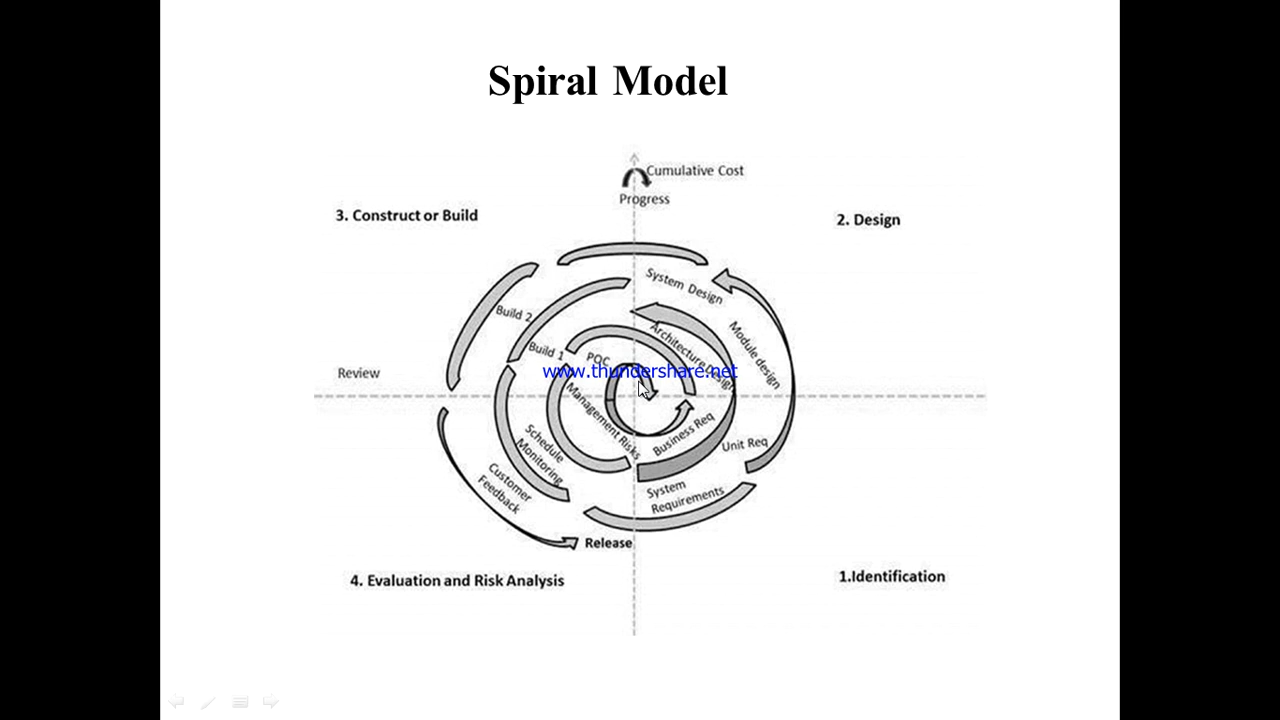 Spiral Model
Cumulative Cost
Progress
3. Construct or Build
2. Design
System Design
Build 2
Architecture Design
Module design
Build 1
POC
www.thundershare.net
Review
Management Risks
Business Req
Unit Req
Schedule
Monitoring
System
Requirements
Customer
Feedback
Release
4. Evaluation and Risk Analysis
1.Identification